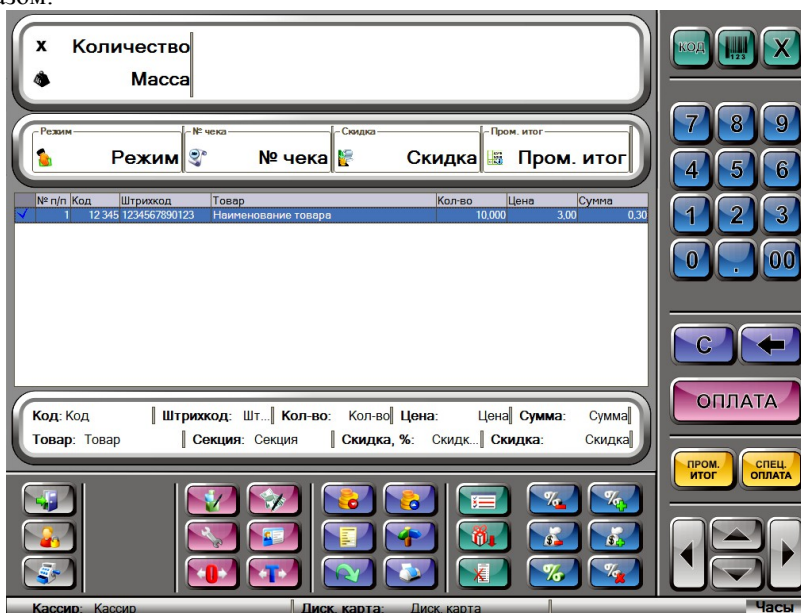 азом:
x Количество
Масса
КОД 123 X
Режим № чека Скидка Пром. итог
Режим № чека Скидка Пром. итог
7 8 9
4 5 6
1 2 3
0 . 00
№ п/п Код Штрихкод Товар Кол-во Цена Сумма
1 12 345 1234567890123 Наименование товара 10,000 3,00 0,30
C
ОПЛАТА
Код: Код Штрихкод: Шт... Кол-во: Кол-во Цена: Цена Сумма: Сумма
Товар: Товар Секция: Секция Скидка, %: Скидк... Скидка: Скидка
ПРОМ. ИТОГ СПЕЦ. ОПЛАТА
% %
$ $
0 T % %
Кассир: Кассир Диск. карта: Диск. карта Часы